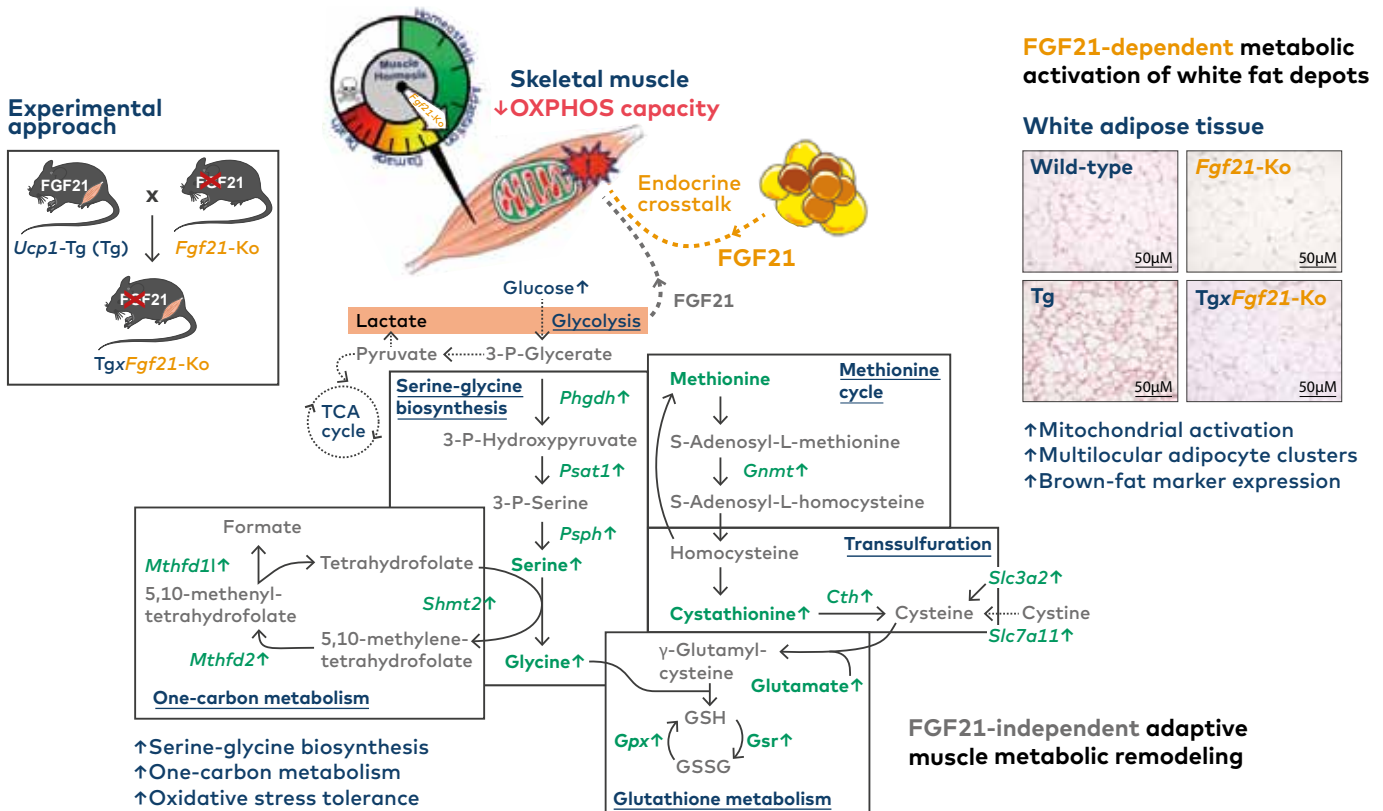 Homeostasis
Adaptation
Damage
Death
Muscle
Hormesis
Fgf21-Ko
Skeletal muscle
↓OXPHOS capacity
FGF21-dependent metabolic
activation of white fat depots
Experimental
approach
FGF21
x
FGF21
Ucp1-Tg (Tg)
Fgf21-Ko
FGF21
TgxFgf21-Ko
Endocrine
crosstalk
FGF21
FGF21
White adipose tissue
Wild-type
50µM
Fgf21-Ko
50µM
Tg
50µM
TgxFgf21-Ko
50µM
↑Mitochondrial activation
↑Multilocular adipocyte clusters
↑Brown-fat marker expression
Glucose↑
Lactate
Glycolysis
Pyruvate
3-P-Glycerate
TCA
cycle
Serine-glycine
biosynthesis
Phgdh↑
3-P-Hydroxypyruvate
Psat1↑
3-P-Serine
Psph↑
Serine↑
Glycine↑
Methionine
Methionine
cycle
S-Adenosyl-L-methionine
Gnmt↑
S-Adenosyl-L-homocysteine
Homocysteine
Transsulfuration
Cystathionine↑
Cth↑
Cysteine
Slc3a2↑
Cystine
Slc7a11↑
Formate
Mthfd1l↑
Tetrahydrofolate
5,10-methenyl-
tetrahydrofolate
Shmt2↑
5,10-methylene-
tetrahydrofolate
Mthfd2↑
One-carbon metabolism
γ-Glutamyl-
cysteine
Glutamate↑
GSH
Gpx↑
Gsr↑
GSSG
Glutathione metabolism
↑Serine-glycine biosynthesis
↑One-carbon metabolism
↑Oxidative stress tolerance
FGF21-independent adaptive
muscle metabolic remodeling